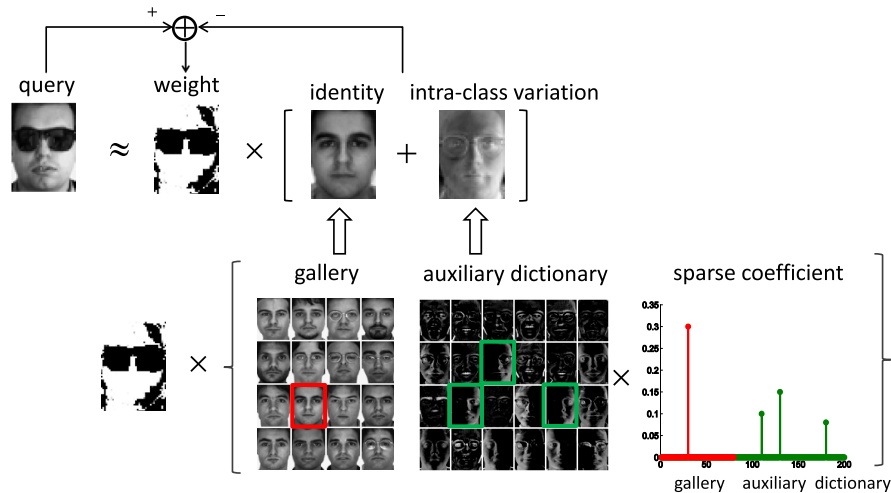 + −
query weight identity intra-class variation
≈ × +
gallery auxiliary dictionary sparse coefficient
× ×
0.35
0.3
0.25
0.2
0.15
0.1
0.05
0
0 50 100 150 200
gallery auxiliary dictionary